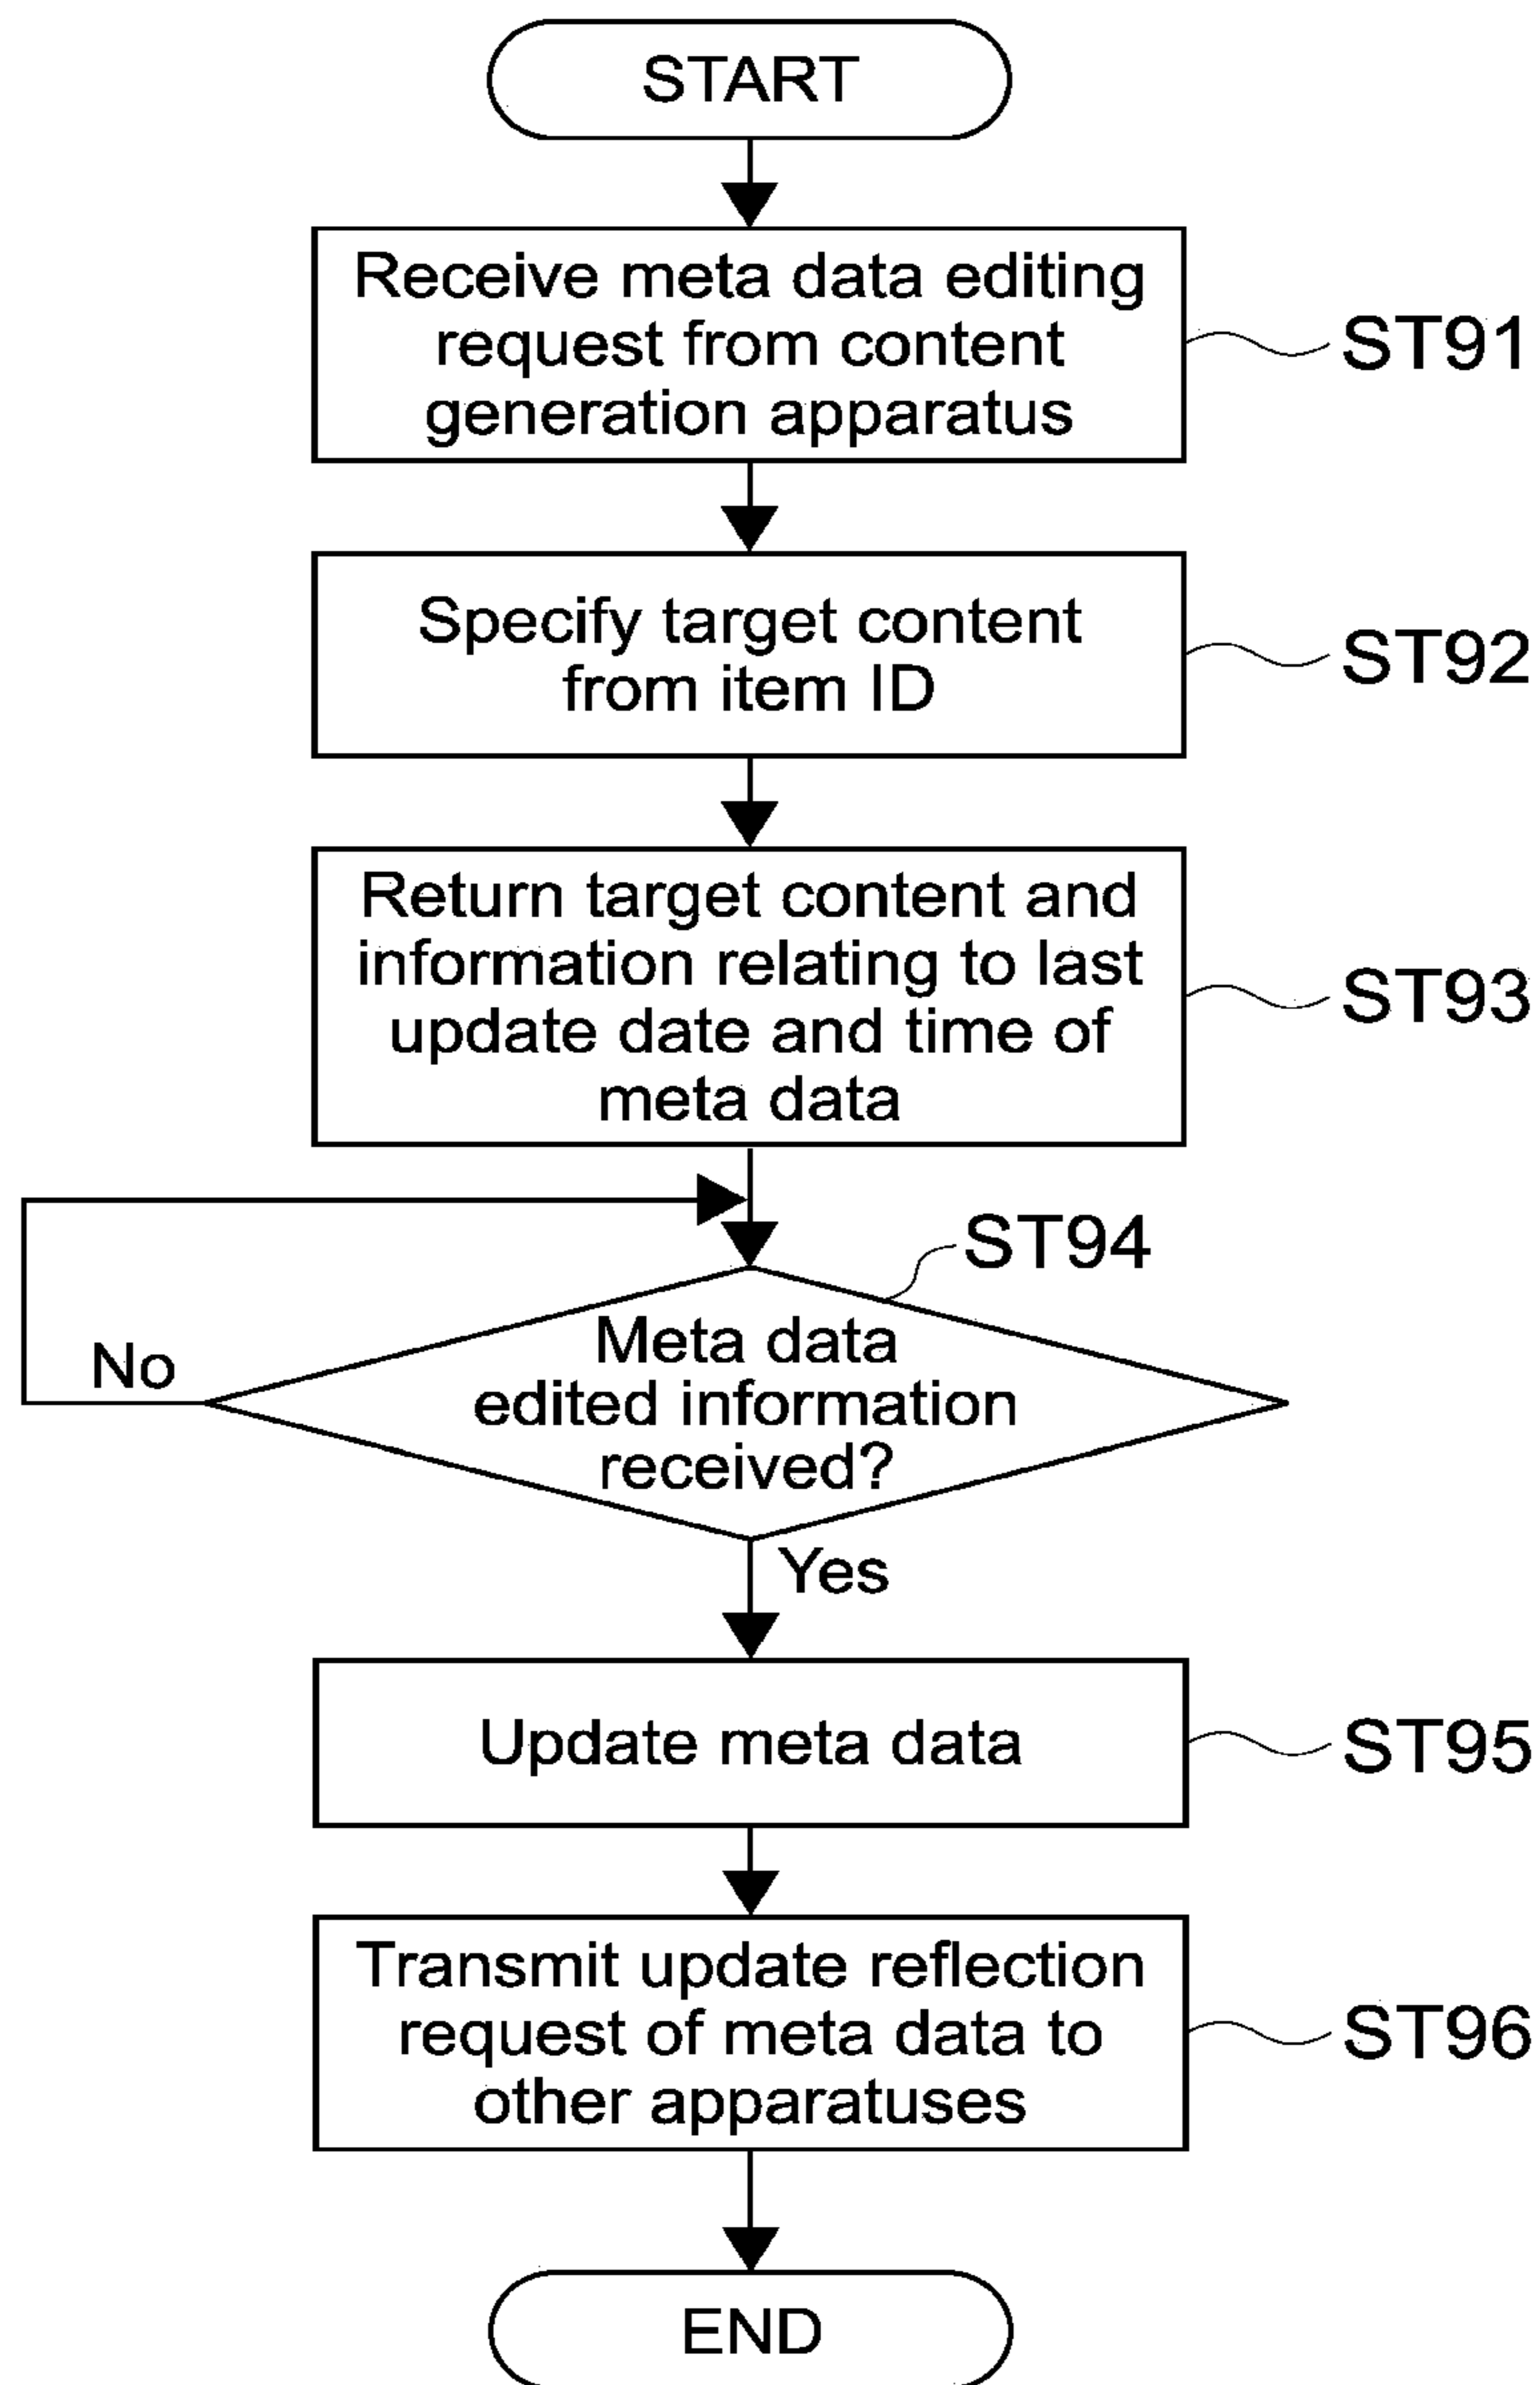 START
Receive meta data editing
request from content
generation apparatus
ST91
Specify target content
from item ID
ST92
Return target content and
information relating to last
update date and time of
meta data
ST93
ST94
Meta data
edited information
received?
No
Yes
Update meta data
ST95
Transmit update reflection
request of meta data to
other apparatuses
ST96
END